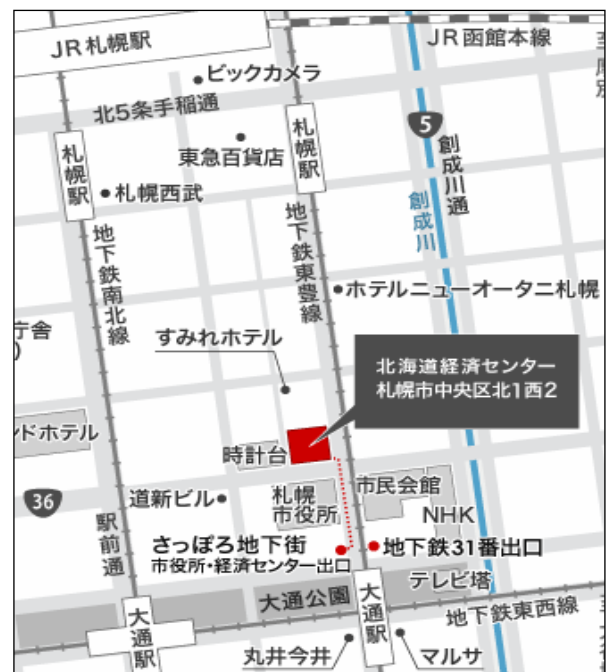 JR札幌駅
JR函館本線
ビックカメラ
北5条手稲通
5
札幌駅
東急百貨店
札幌駅
創成川通
創成川
札幌西武
地下鉄南北線
地下鉄東豊線
ホテルニューオータニ札幌
庁舎
すみれホテル
北海道経済センター
札幌市中央区北1西2
ンドホテル
時計台
36
道新ビル
札幌
市役所
市民会館
NHK
駅前通
さっぽろ地下街
市役所・経済センター出口
地下鉄31番出口
テレビ塔
大通公園
地下鉄東西線
大通駅
大通駅
丸井今井
マルサ